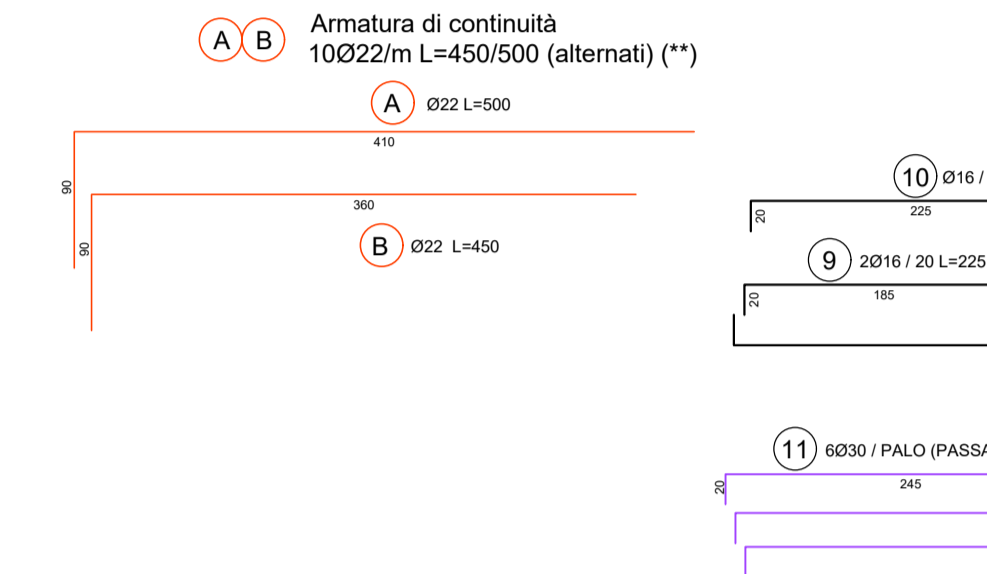 A B Armatura di continuità
10Ø22/m L=450/500 (alternati) (**)
A Ø22 L=500
410
90
360
90
B Ø22 L=450
10 Ø16 /
225
20
9 2Ø16 / 20 L=225
185
20
11 6Ø30 / PALO (PASSA
245
20